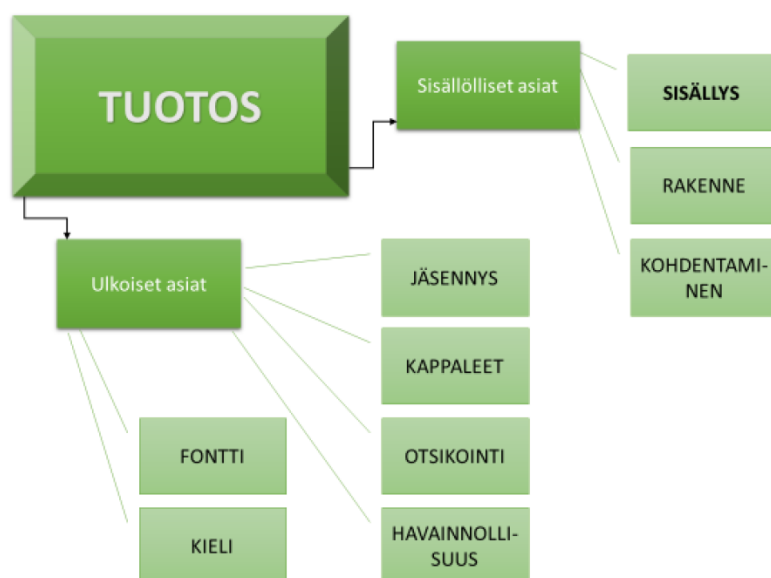 TUOTOS
Sisällölliset asiat
SISÄLLYS
RAKENNE
KOHDENTAMI-
NEN
Ulkoiset asiat
JÄSENNYS
KAPPALEET
OTSIKOINTI
HAVAINNOLLI-
SUUS
FONTTI
KIELI